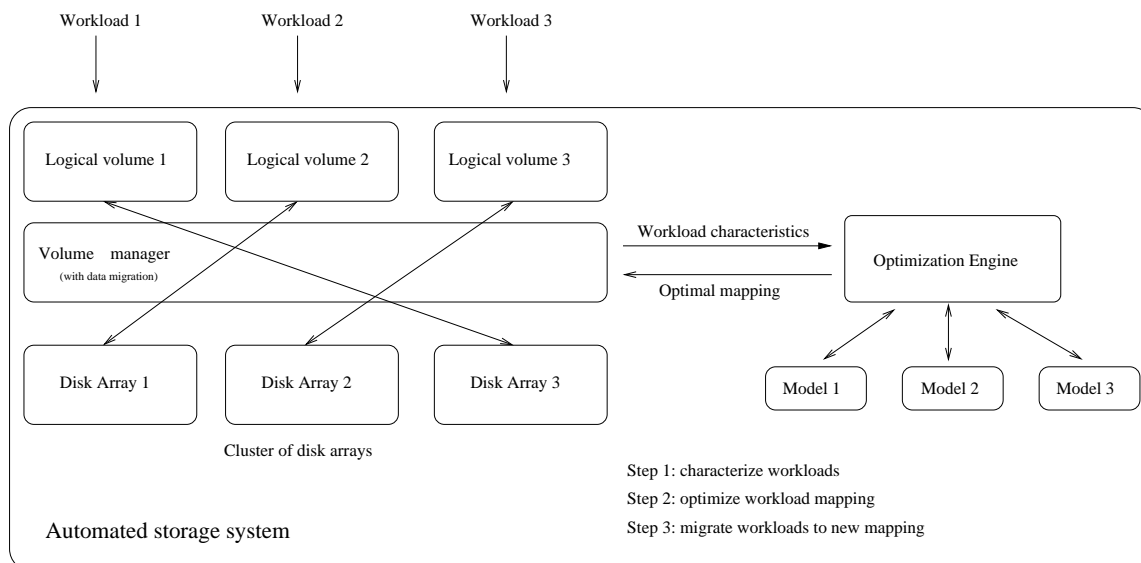 Workload 1
Workload 2
Workload 3
Logical volume 1
Logical volume 2
Logical volume 3
Volume manager
(with data migration)
Workload characteristics
Optimal mapping
Optimization Engine
Disk Array 1
Disk Array 2
Disk Array 3
Model 1
Model 2
Model 3
Cluster of disk arrays
Step 1: characterize workloads
Step 2: optimize workload mapping
Step 3: migrate workloads to new mapping
Automated storage system